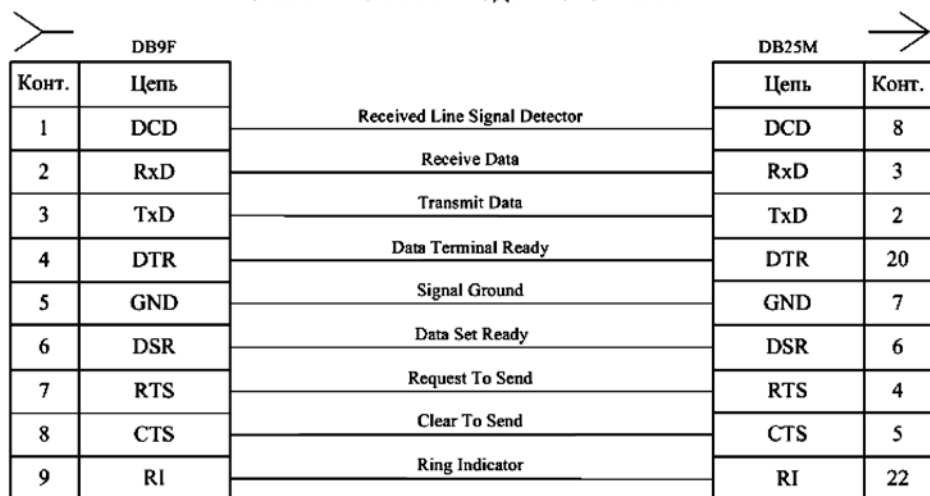 DB9F DB25M
Конт. Цепь Цепь Конт.
1 DCD Received Line Signal Detector DCD 8
2 RxD Receive Data RxD 3
3 TxD Transmit Data TxD 2
4 DTR Data Terminal Ready DTR 20
5 GND Signal Ground GND 7
6 DSR Data Set Ready DSR 6
7 RTS Request To Send RTS 4
8 CTS Clear To Send CTS 5
9 RI Ring Indicator RI 22